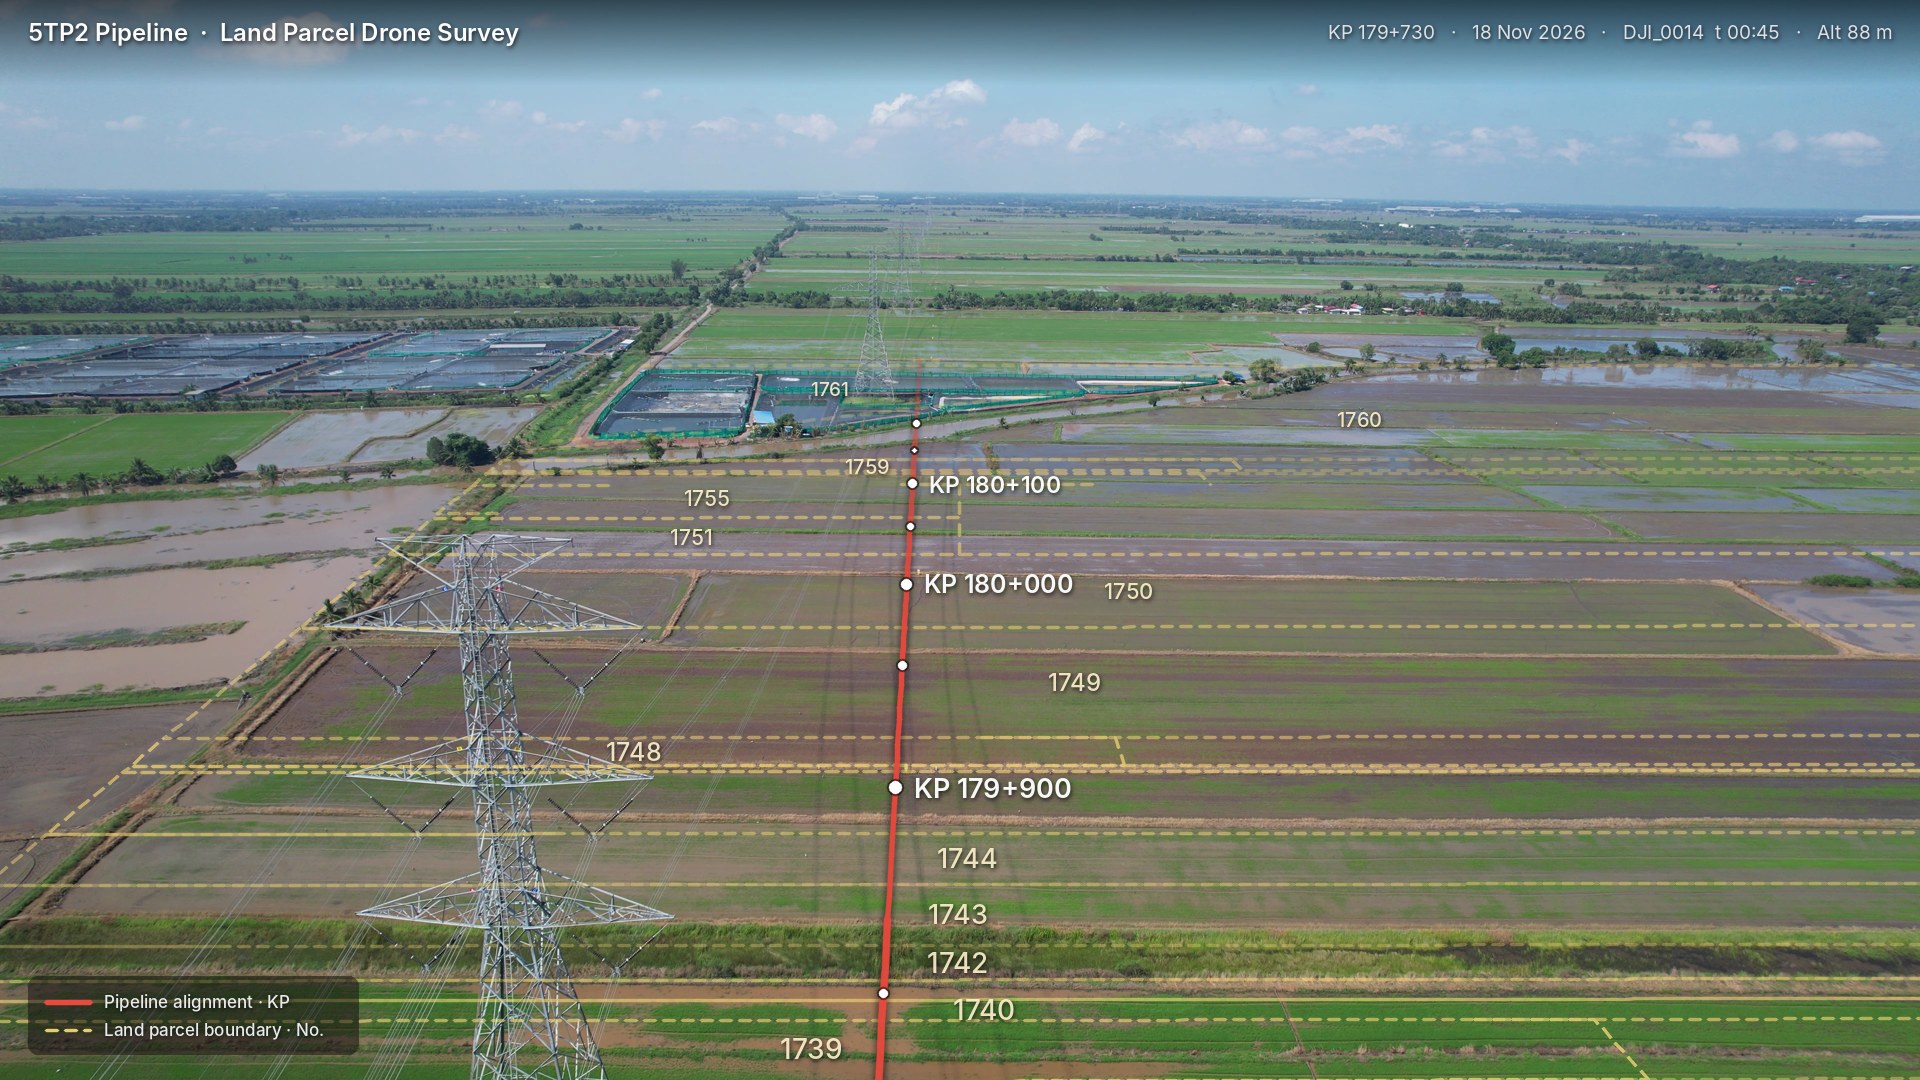 5TP2 Pipeline · Land Parcel Drone Survey
KP 179+730 · 18 Nov 2026 · DJI_0014 t 00:45 · Alt 88 m
1761
1760
1759
KP 180+100
1755
1751
KP 180+000
1750
1749
1748
KP 179+900
1744
1743
1742
1740
1739
Pipeline alignment · KP
Land parcel boundary · No.